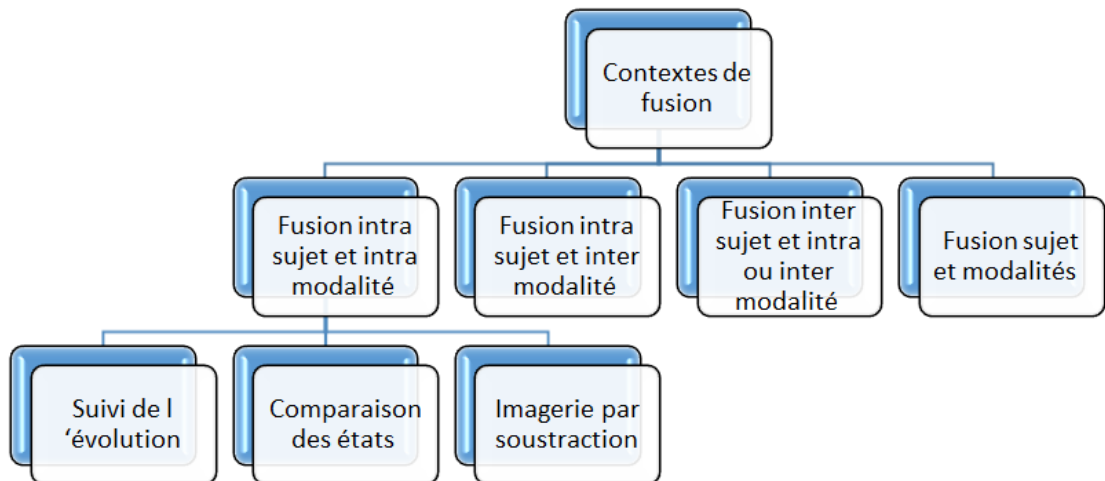 Contextes de
fusion
Fusion intra
sujet et intra
modalité
Fusion intra
sujet et inter
modalité
Fusion inter
sujet et intra
ou inter
modalité
Fusion sujet
et modalités
Suivi de l
‘évolution
Comparaison
des états
Imagerie par
soustraction